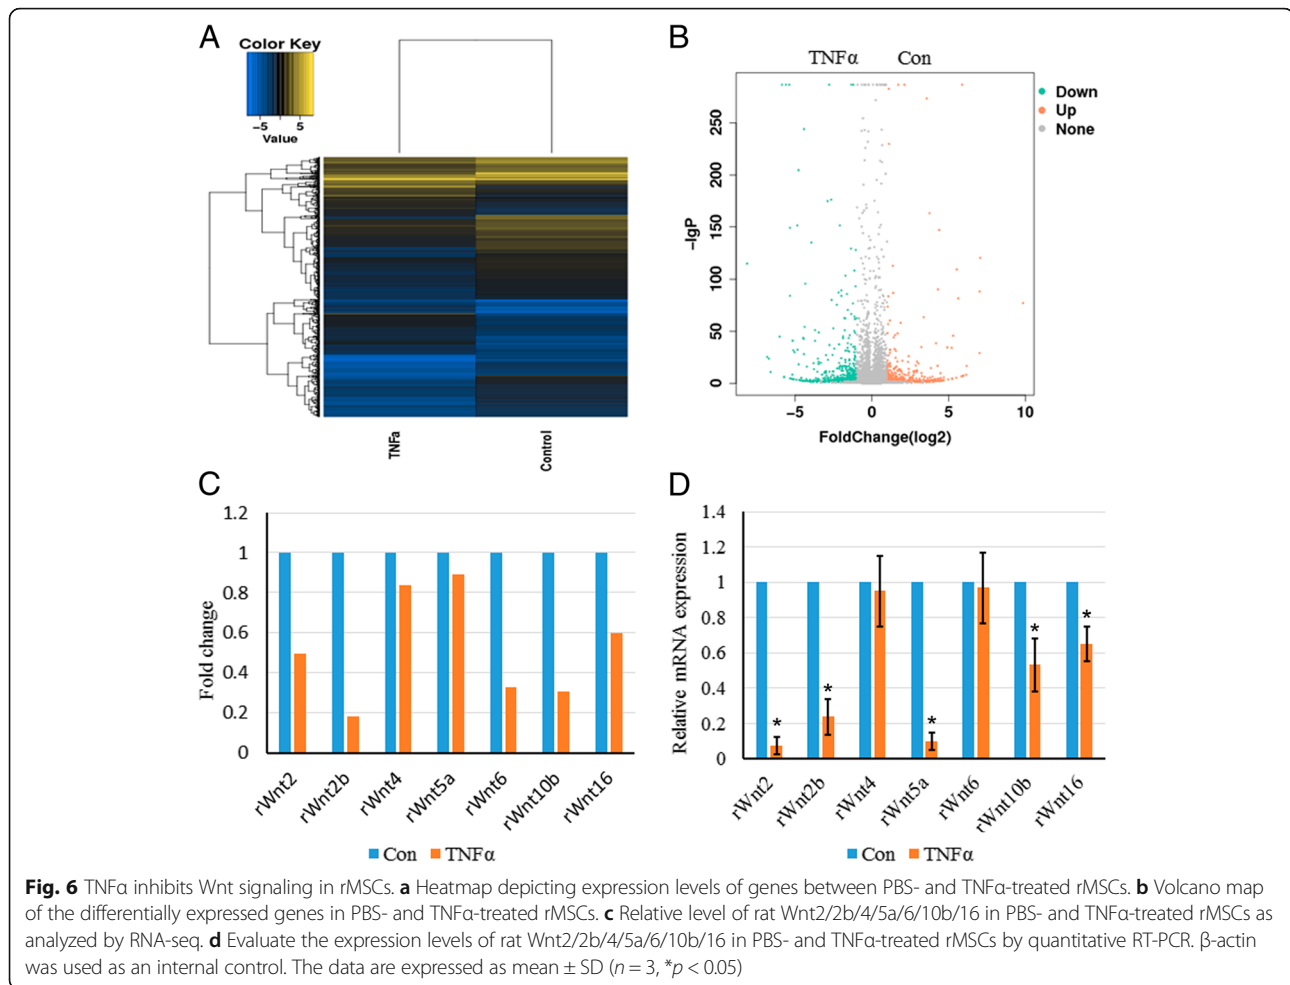 A
Color Key
−5 5
Value
TNFa
Control
B
TNFα Con
Down
Up
None
250
200
150
100
50
0
−lgP
−5 0 5 10
FoldChange(log2)
C
1.2
1
0.8
0.6
0.4
0.2
0
Fold change
rWnt2 rWnt2b rWnt4 rWnt5a rWnt6 rWnt10b rWnt16
Con TNFα
D
1.4
1.2
1
0.8
0.6
0.4
0.2
0
Relative mRNA expression
* * * * *
rWnt2 rWnt2b rWnt4 rWnt5a rWnt6 rWnt10b rWnt16
Con TNFα
Fig. 6 TNFα inhibits Wnt signaling in rMSCs. a Heatmap depicting expression levels of genes between PBS- and TNFα-treated rMSCs. b Volcano map
of the differentially expressed genes in PBS- and TNFα-treated rMSCs. c Relative level of rat Wnt2/2b/4/5a/6/10b/16 in PBS- and TNFα-treated rMSCs as
analyzed by RNA-seq. d Evaluate the expression levels of rat Wnt2/2b/4/5a/6/10b/16 in PBS- and TNFα-treated rMSCs by quantitative RT-PCR. β-actin
was used as an internal control. The data are expressed as mean ± SD (n = 3, *p < 0.05)